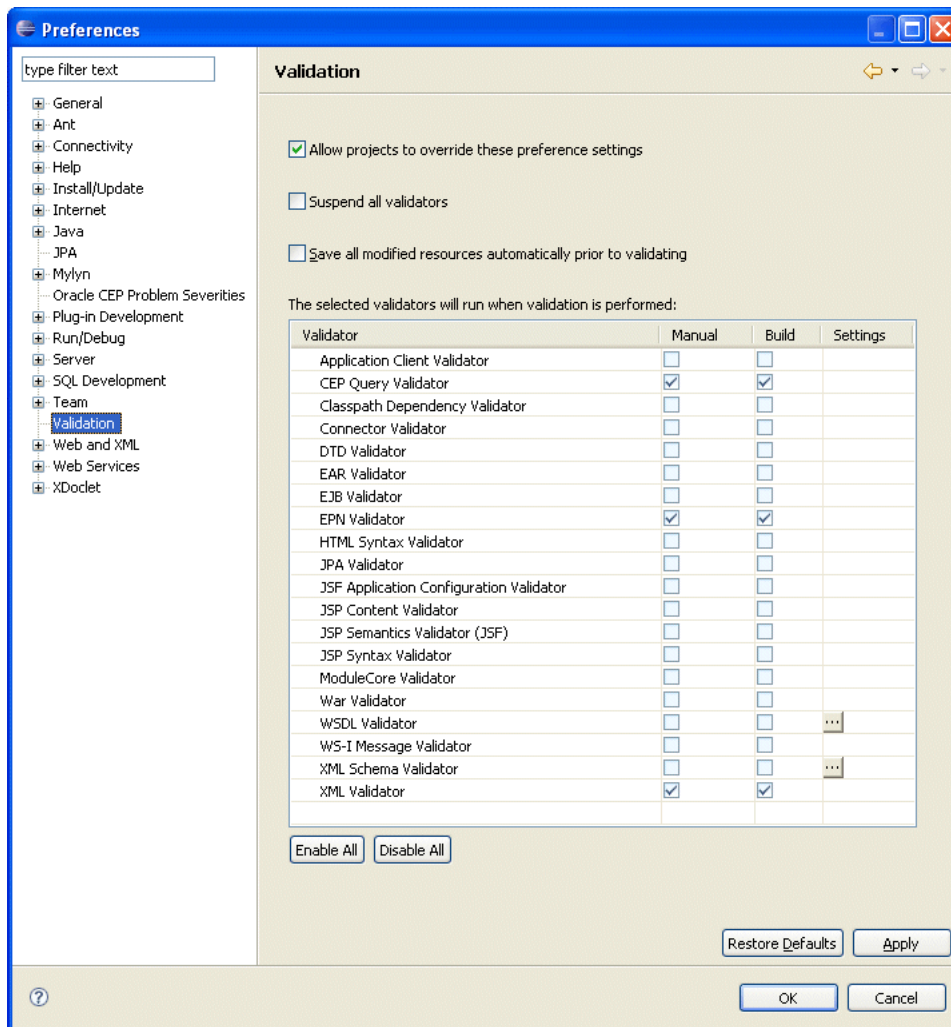 Preferences
type filter text
General
Ant
Connectivity
Help
Install/Update
Internet
Java
JPA
Mylyn
Oracle CEP Problem Severities
Plug-in Development
Run/Debug
Server
SQL Development
Team
Validation
Web and XML
Web Services
XDoclet
Validation
Allow projects to override these preference settings
Suspend all validators
Save all modified resources automatically prior to validating
The selected validators will run when validation is performed:
Validator Manual Build Settings
Application Client Validator
CEP Query Validator
Classpath Dependency Validator
Connector Validator
DTD Validator
EAR Validator
EJB Validator
EPN Validator
HTML Syntax Validator
JPA Validator
JSF Application Configuration Validator
JSP Content Validator
JSP Semantics Validator (JSF)
JSP Syntax Validator
ModuleCore Validator
War Validator
WSDL Validator ...
WS-I Message Validator
XML Schema Validator ...
XML Validator
Enable All Disable All
Restore Defaults Apply
? OK Cancel